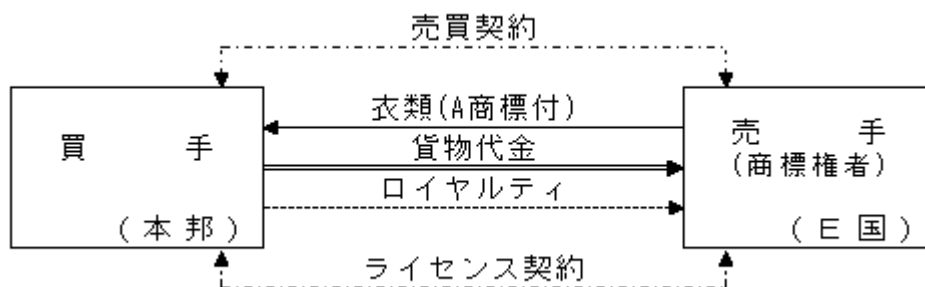 売買契約
衣類(A商標付)
買　　手
貨物代金
売　　手
(商標権者)
ロイヤルティ
(本邦)
(E国)
ライセンス契約